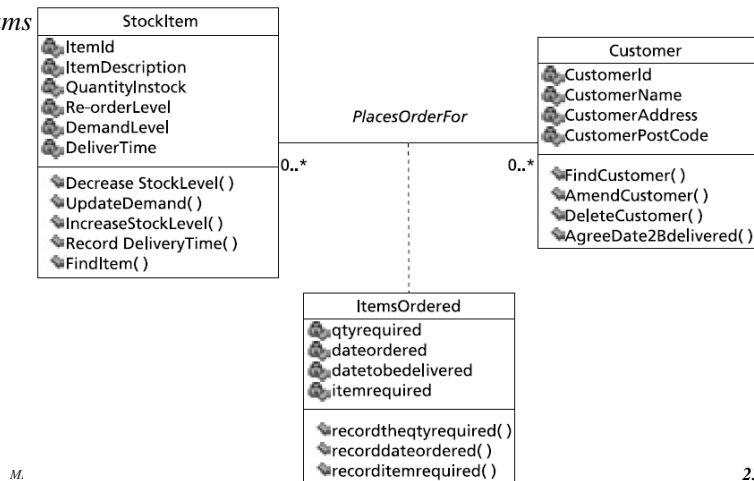 ams
StockItem
ItemId
ItemDescription
QuantityInstock
Re-orderLevel
DemandLevel
DeliverTime
Decrease StockLevel()
UpdateDemand()
IncreaseStockLevel()
Record DeliveryTime()
FindItem()
PlacesOrderFor
0..*
0..*
Customer
CustomerId
CustomerName
CustomerAddress
CustomerPostCode
FindCustomer()
AmendCustomer()
DeleteCustomer()
AgreeDate2Bdelivered()
ItemsOrdered
qtyrequired
dateordered
datetobedelivered
itemrequired
recordtheqtyrequired()
recorddateordered()
recorditemrequired()
M.